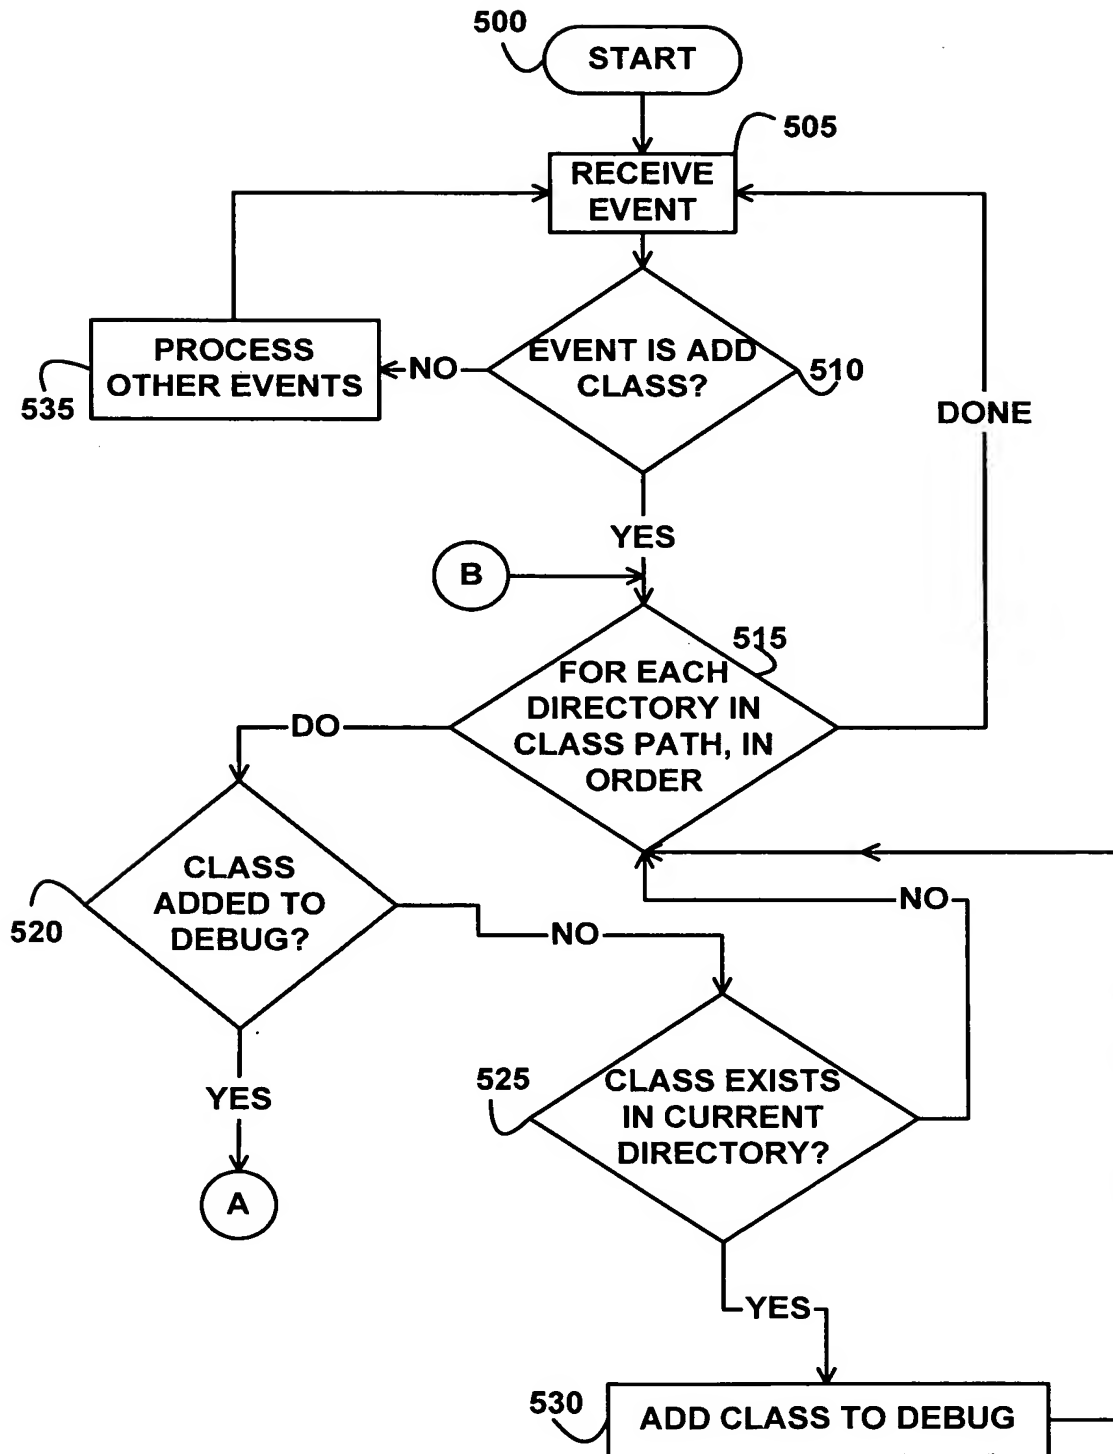 500
START
505
RECEIVE
EVENT
PROCESS
OTHER EVENTS
535
NO
EVENT IS ADD
CLASS?
510
DONE
YES
B
515
FOR EACH
DIRECTORY IN
CLASS PATH, IN
ORDER
DO
CLASS
ADDED TO
DEBUG?
520
NO
NO
YES
A
525
CLASS EXISTS
IN CURRENT
DIRECTORY?
YES
530
ADD CLASS TO DEBUG